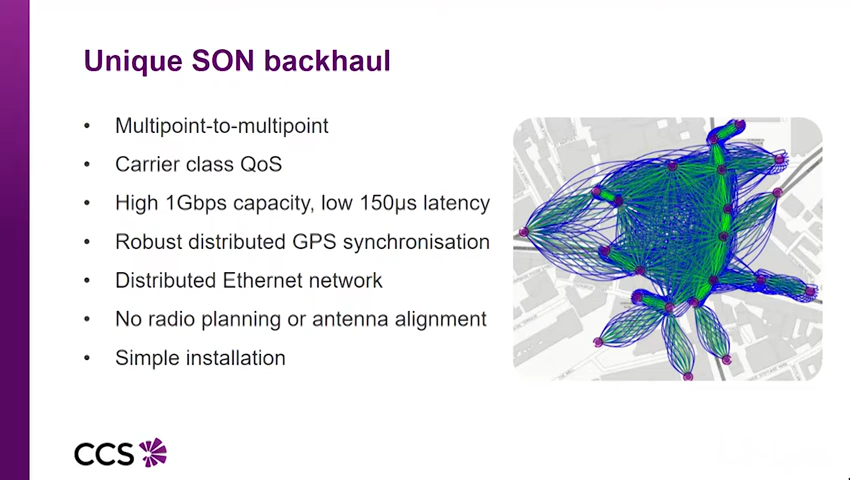 Unique SON backhaul
• Multipoint-to-multipoint
• Carrier class QoS
• High 1Gbps capacity, low 150µs latency
• Robust distributed GPS synchronisation
• Distributed Ethernet network
• No radio planning or antenna alignment
• Simple installation
CCS